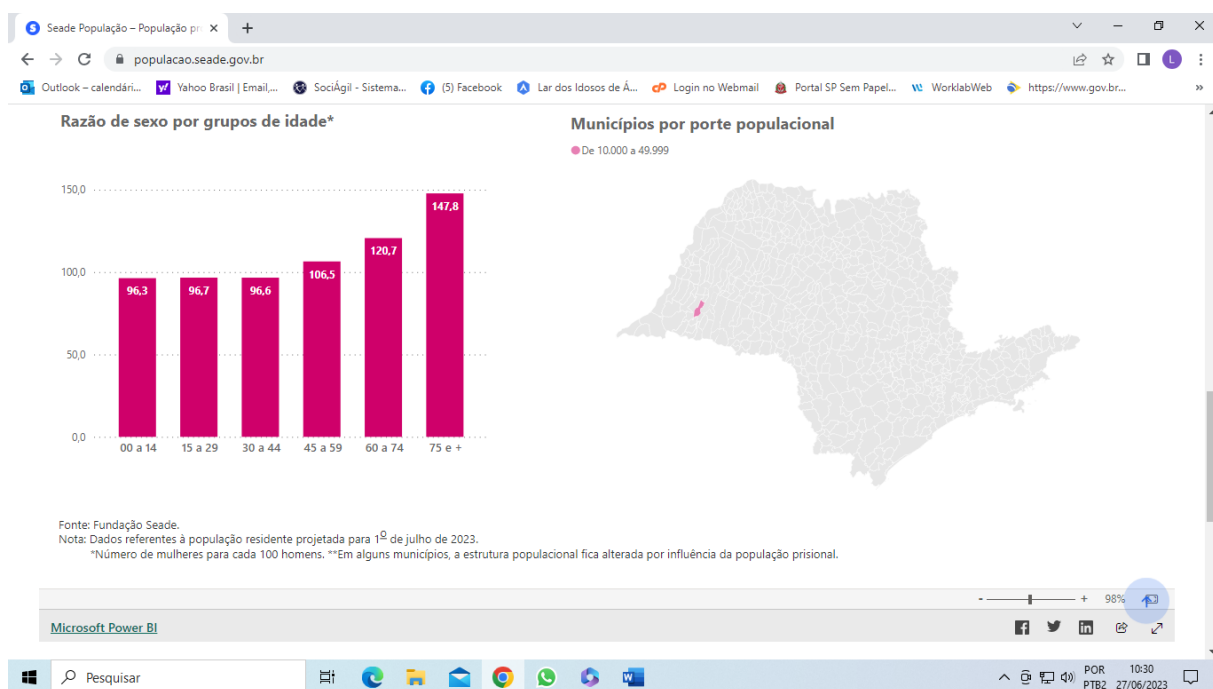 Seade População – População pr
populacao.seade.gov.br
L
Outlook – calendári...
Yahoo Brasil | Email,...
SociÁgil - Sistema...
(5) Facebook
Lar dos Idosos de Á...
Login no Webmail
Portal SP Sem Papel...
WorklabWeb
https://www.gov.br...
»
Razão de sexo por grupos de idade*
150,0
100,0
50,0
0,0
96,3
96,7
96,6
106,5
120,7
147,8
00 a 14
15 a 29
30 a 44
45 a 59
60 a 74
75 e +
Municípios por porte populacional
De 10.000 a 49.999
Fonte: Fundação Seade.
Nota: Dados referentes à população residente projetada para 1º de julho de 2023.
*Número de mulheres para cada 100 homens. **Em alguns municípios, a estrutura populacional fica alterada por influência da população prisional.
- + 98%
Microsoft Power BI
Pesquisar
POR
PTB2
10:30
27/06/2023